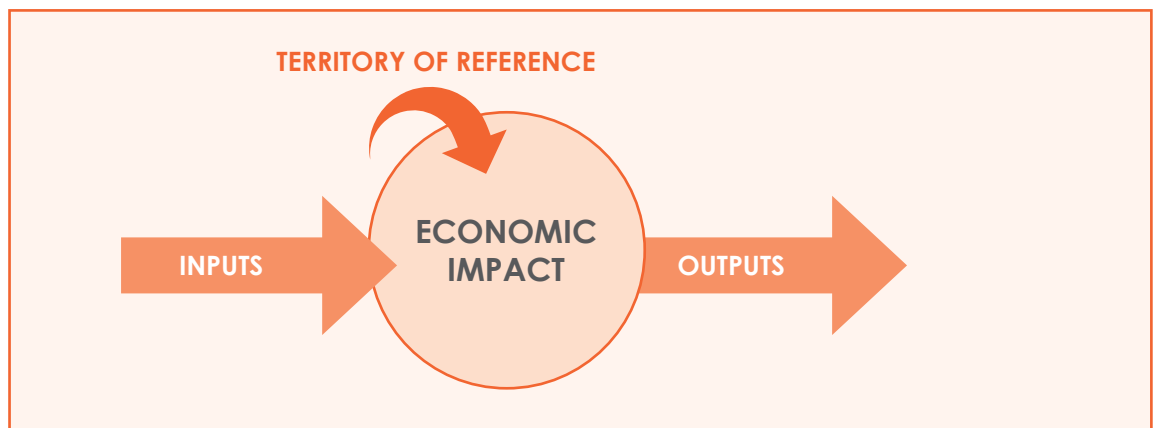 TERRITORY OF REFERENCE
ECONOMIC
IMPACT
INPUTS
OUTPUTS